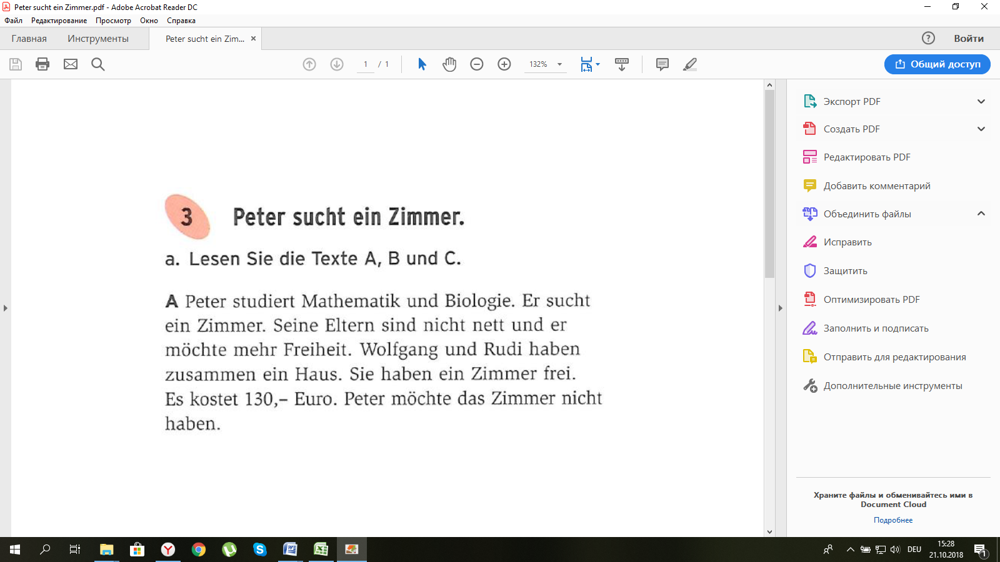 Peter sucht ein Zimmer.pdf - Adobe Acrobat Reader DC
Файл Редактирование Просмотр Окно Справка
Главная Инструменты Peter sucht ein Zim... × ? Войти
1 / 1 132% Общий доступ
Экспорт PDF
Создать PDF
Редактировать PDF
Добавить комментарий
Объединить файлы
Исправить
Защитить
Оптимизировать PDF
Заполнить и подписать
Отправить для редактирования
Дополнительные инструменты
Храните файлы и обменивайтесь ими в
Document Cloud
Подробнее
3 Peter sucht ein Zimmer.
a. Lesen Sie die Texte A, B und C.
A Peter studiert Mathematik und Biologie. Er sucht
ein Zimmer. Seine Eltern sind nicht nett und er
möchte mehr Freiheit. Wolfgang und Rudi haben
zusammen ein Haus. Sie haben ein Zimmer frei.
Es kostet 130,– Euro. Peter möchte das Zimmer nicht
haben.
DEU 15:28
21.10.2018
1